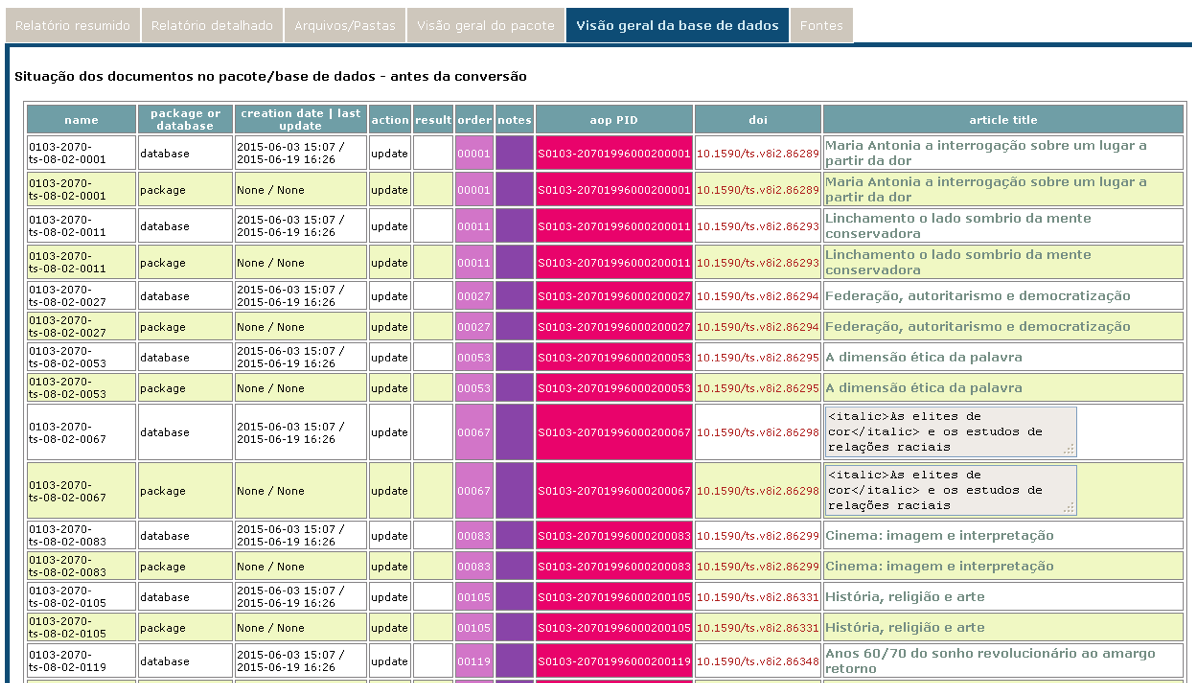 Relatório resumido Relatório detalhado Arquivos/Pastas Visão geral do pacote Visão geral da base de dados Fontes
Situação dos documentos no pacote/base de dados - antes da conversão
name package or database creation date | last update action result order notes aop PID doi article title
0103-2070-ts-08-02-0001 database 2015-06-03 15:07 / 2015-06-19 16:26 update 00001 S0103-20701996000200001 10.1590/ts.v8i2.86289 Maria Antonia a interrogação sobre um lugar a partir da dor
0103-2070-ts-08-02-0001 package None / None update 00001 S0103-20701996000200001 10.1590/ts.v8i2.86289 Maria Antonia a interrogação sobre um lugar a partir da dor
0103-2070-ts-08-02-0011 database 2015-06-03 15:07 / 2015-06-19 16:26 update 00011 S0103-20701996000200011 10.1590/ts.v8i2.86293 Linchamento o lado sombrio da mente conservadora
0103-2070-ts-08-02-0011 package None / None update 00011 S0103-20701996000200011 10.1590/ts.v8i2.86293 Linchamento o lado sombrio da mente conservadora
0103-2070-ts-08-02-0027 database 2015-06-03 15:07 / 2015-06-19 16:26 update 00027 S0103-20701996000200027 10.1590/ts.v8i2.86294 Federação, autoritarismo e democratização
0103-2070-ts-08-02-0027 package None / None update 00027 S0103-20701996000200027 10.1590/ts.v8i2.86294 Federação, autoritarismo e democratização
0103-2070-ts-08-02-0053 database 2015-06-03 15:07 / 2015-06-19 16:26 update 00053 S0103-20701996000200053 10.1590/ts.v8i2.86295 A dimensão ética da palavra
0103-2070-ts-08-02-0053 package None / None update 00053 S0103-20701996000200053 10.1590/ts.v8i2.86295 A dimensão ética da palavra
0103-2070-ts-08-02-0067 database 2015-06-03 15:07 / 2015-06-19 16:26 update 00067 S0103-20701996000200067 10.1590/ts.v8i2.86298 <italic>As elites de cor</italic> e os estudos de relações raciais
0103-2070-ts-08-02-0067 package None / None update 00067 S0103-20701996000200067 10.1590/ts.v8i2.86298 <italic>As elites de cor</italic> e os estudos de relações raciais
0103-2070-ts-08-02-0083 database 2015-06-03 15:07 / 2015-06-19 16:26 update 00083 S0103-20701996000200083 10.1590/ts.v8i2.86299 Cinema: imagem e interpretação
0103-2070-ts-08-02-0083 package None / None update 00083 S0103-20701996000200083 10.1590/ts.v8i2.86299 Cinema: imagem e interpretação
0103-2070-ts-08-02-0105 database 2015-06-03 15:07 / 2015-06-19 16:26 update 00105 S0103-20701996000200105 10.1590/ts.v8i2.86331 História, religião e arte
0103-2070-ts-08-02-0105 package None / None update 00105 S0103-20701996000200105 10.1590/ts.v8i2.86331 História, religião e arte
0103-2070-ts-08-02-0119 database 2015-06-03 15:07 / 2015-06-19 16:26 update 00119 S0103-20701996000200119 10.1590/ts.v8i2.86348 Anos 60/70 do sonho revolucionário ao amargo retorno